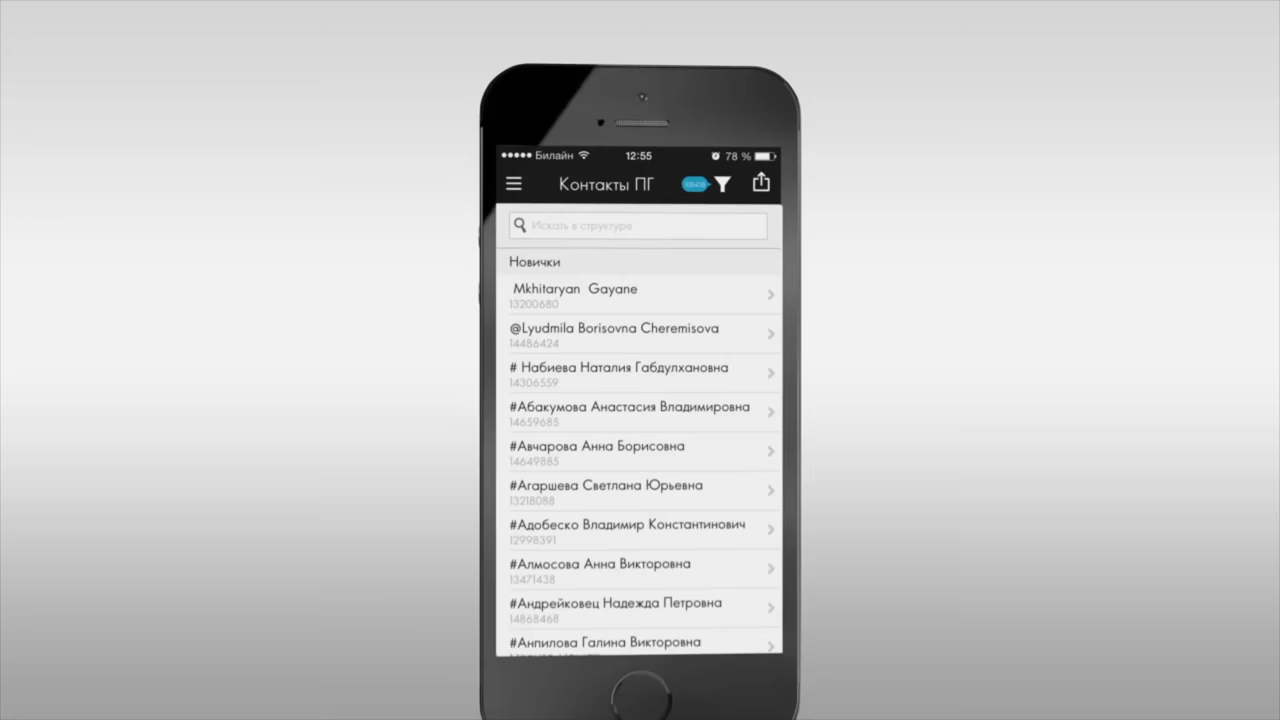 Билайн 12:55 78 %
Контакты ПГ
Искать в структуре
Новички
Mkhitaryan Gayane
13200680
@Lyudmila Borisovna Cheremisova
14486424
# Набиева Наталия Габдулхановна
14306559
#Абакумова Анастасия Владимировна
14659685
#Авчарова Анна Борисовна
14649885
#Агаршева Светлана Юрьевна
13218088
#Адобеско Владимир Константинович
12998391
#Алмосова Анна Викторовна
13471438
#Андрейковец Надежда Петровна
14868468
#Анпилова Галина Викторовна